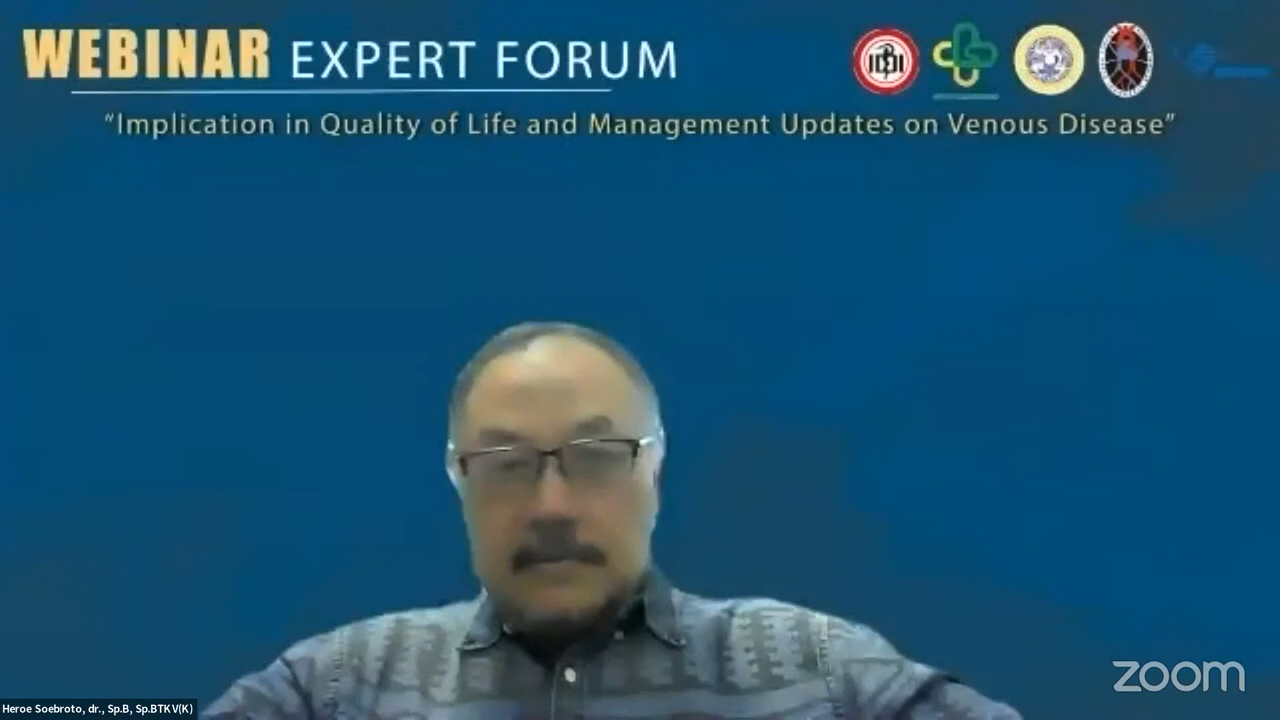 WEBINAR EXPERT FORUM
“Implication in Quality of Life and Management Updates on Venous Disease”
IDI
zoom
Heroe Soebroto, dr., Sp.B, Sp.BTKV(K)